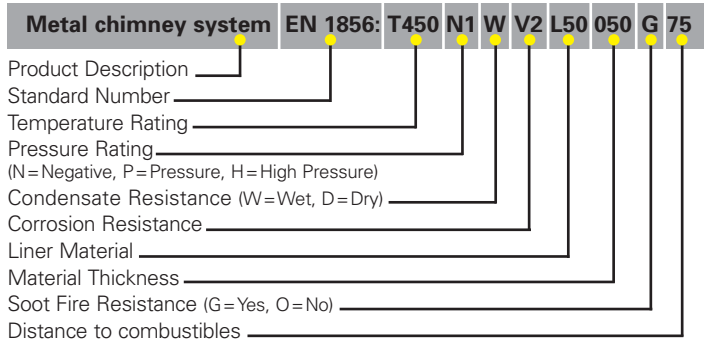 Metal chimney system EN 1856: T450 N1 W V2 L50 050 G 75
Product Description
Standard Number
Temperature Rating
Pressure Rating
(N=Negative, P=Pressure, H=High Pressure)
Condensate Resistance (W=Wet, D=Dry)
Corrosion Resistance
Liner Material
Material Thickness
Soot Fire Resistance (G=Yes, O=No)
Distance to combustibles